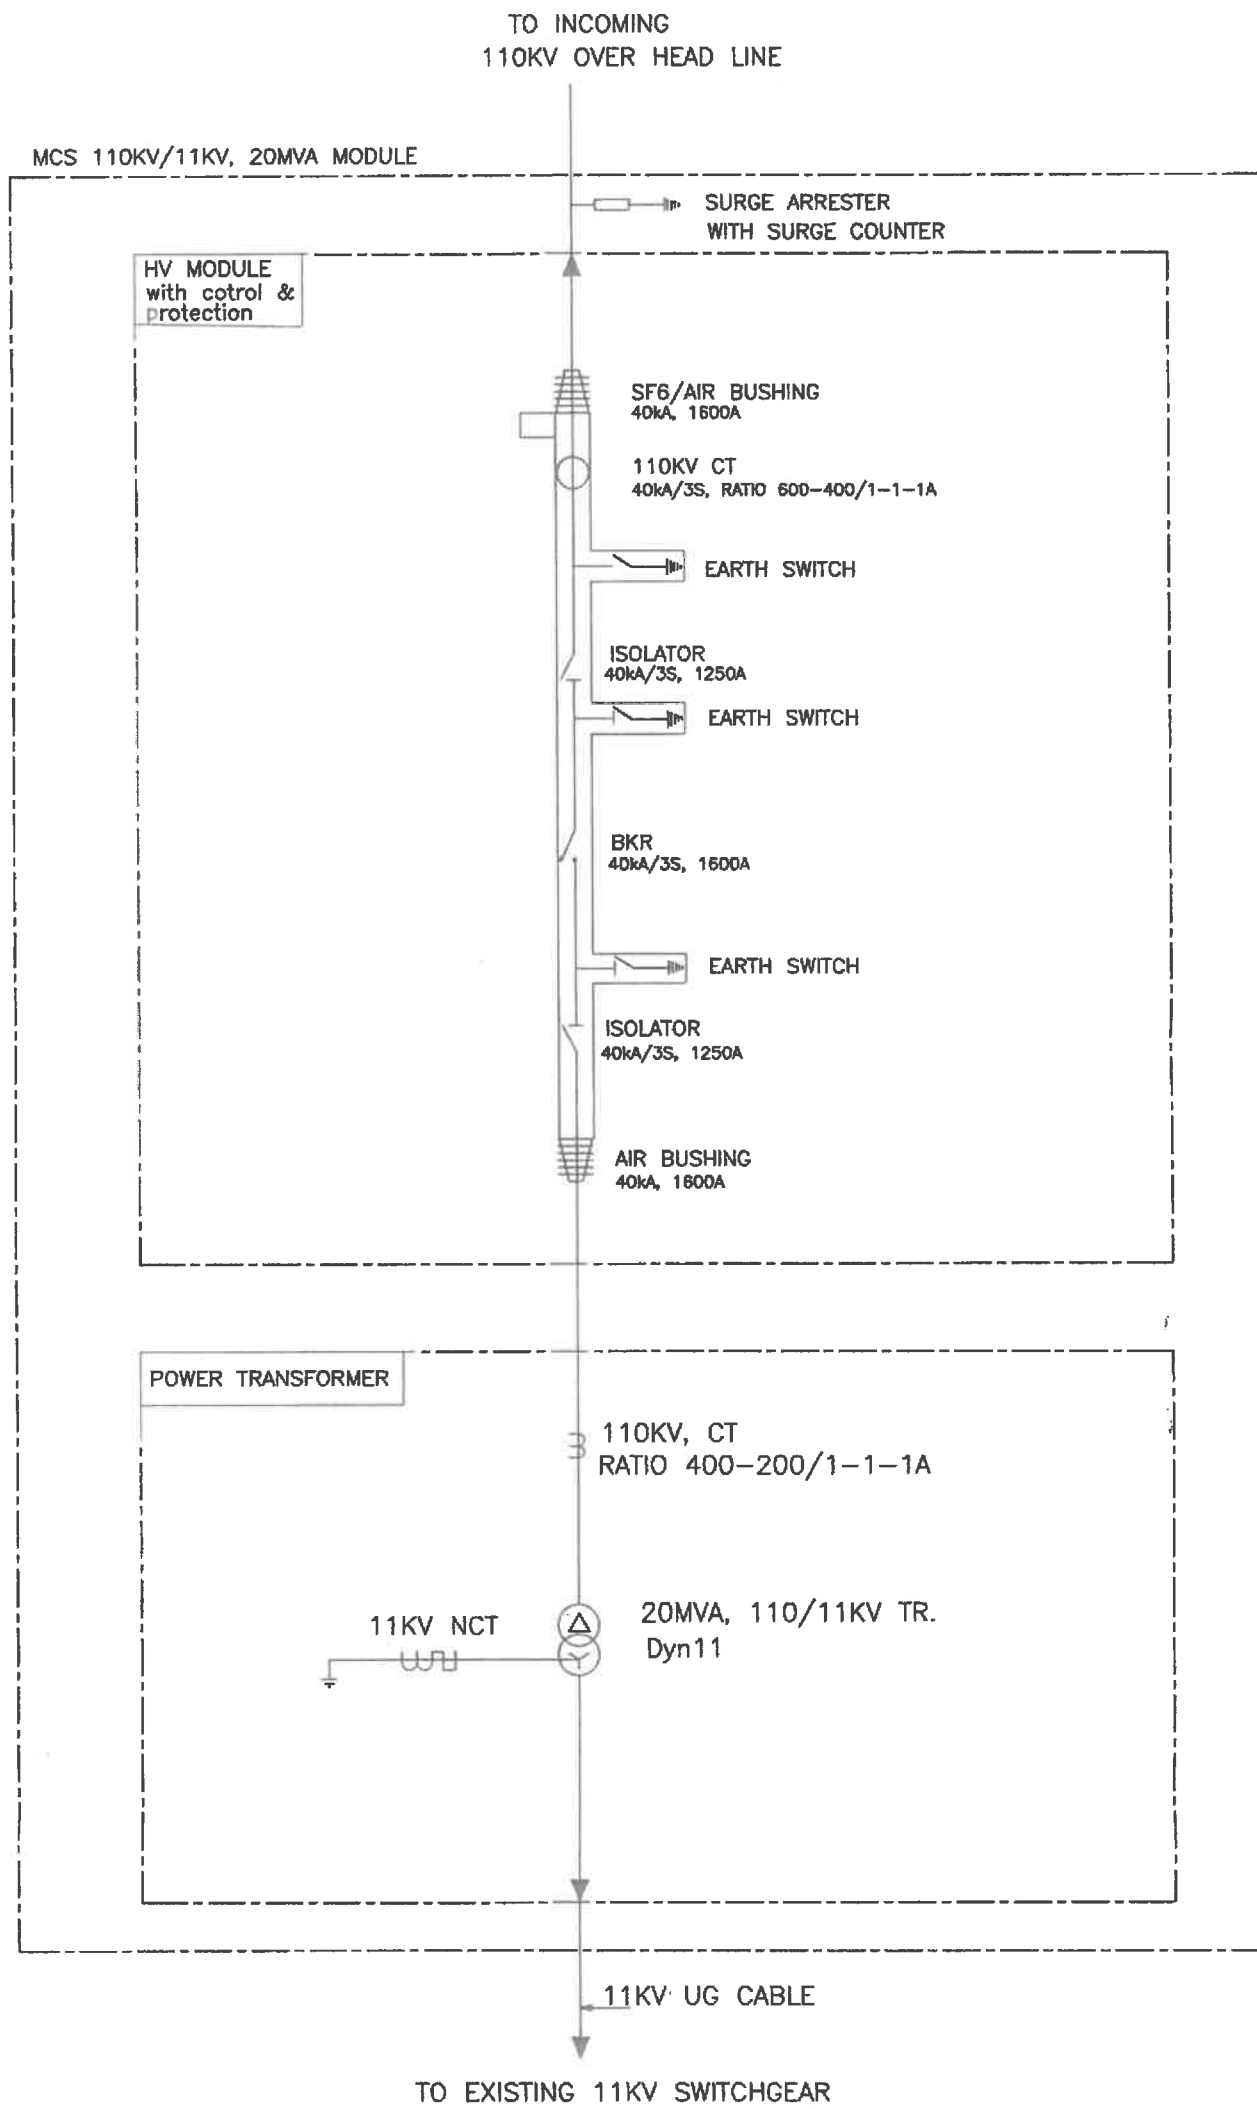 TO INCOMING
110KV OVER HEAD LINE
MCS 110KV/11KV, 20MVA MODULE
SURGE ARRESTER
WITH SURGE COUNTER
HV MODULE
with cotrol &
protection
SF6/AIR BUSHING
40kA, 1600A
110KV CT
40kA/3S, RATIO 600-400/1-1-1A
EARTH SWITCH
ISOLATOR
40kA/3S, 1250A
EARTH SWITCH
BKR
40kA/3S, 1600A
EARTH SWITCH
ISOLATOR
40kA/3S, 1250A
AIR BUSHING
40kA, 1600A
POWER TRANSFORMER
110KV, CT
RATIO 400-200/1-1-1A
11KV NCT
20MVA, 110/11KV TR.
Dyn11
11KV UG CABLE
TO EXISTING 11KV SWITCHGEAR